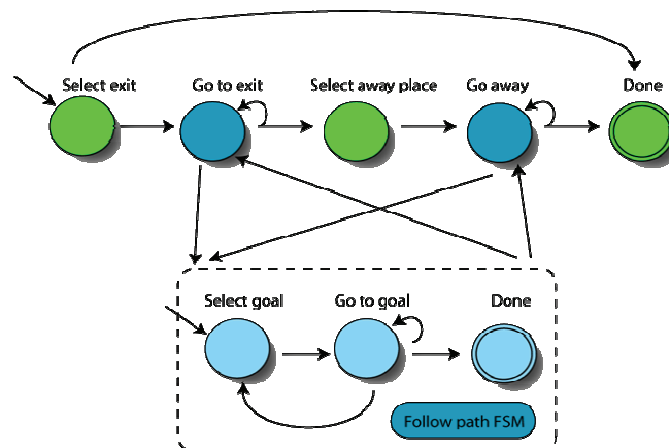 Select exit
Go to exit
Select away place
Go away
Done
Select goal
Go to goal
Done
Follow path FSM